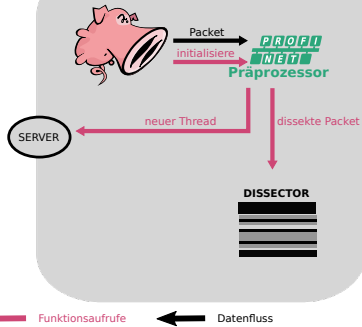 Packet
initialisiere
PROFI
NET
Präprozessor
neuer Thread
dissekte Packet
SERVER
DISSECTOR
Funktionsaufrufe
Datenfluss